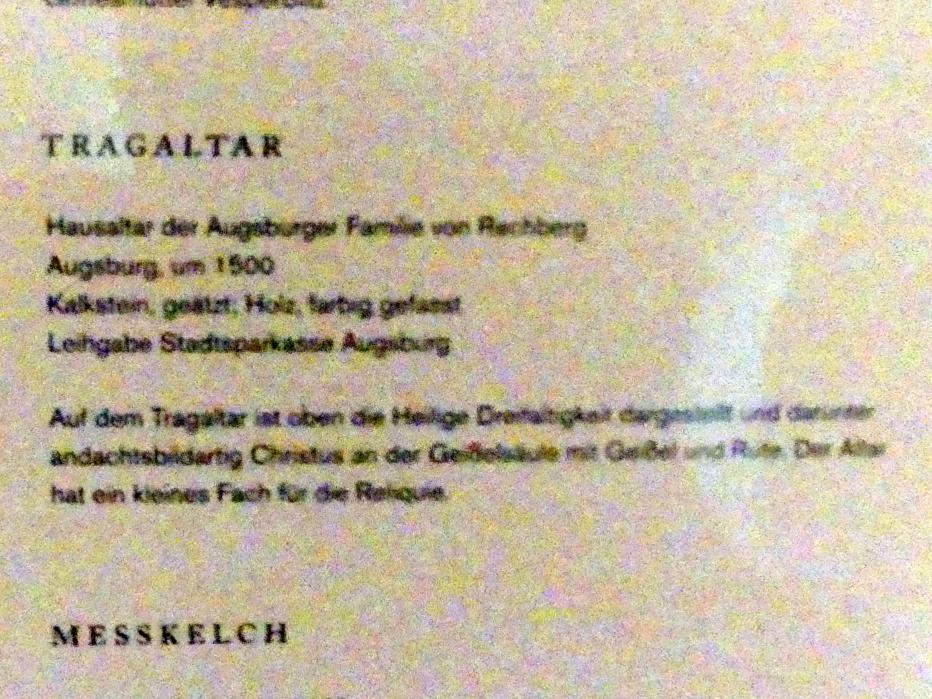 TRAGALTAR
Hausaltar der Augsburger Familie von Rechberg
Augsburg, um 1500
Kalkstein, geätzt; Holz, farbig gefasst
Leihgabe Stadtsparkasse Augsburg
Auf dem Tragaltar ist oben die Heilige Dreifaltigkeit dargestellt und darunter
andachtsbildartig Christus an der Geißelsäule mit Geißel und Rute. Der Altar
hat ein kleines Fach für die Reliquie.
MESSKELCH